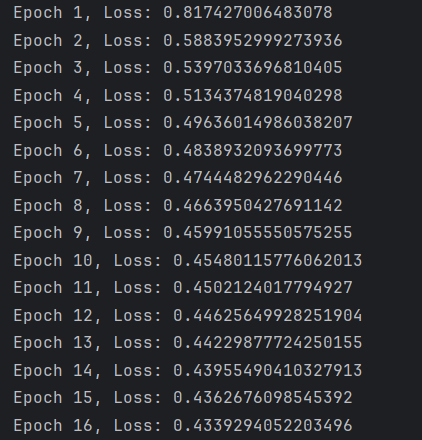 Epoch 1, Loss: 0.817427006483078
Epoch 2, Loss: 0.5883952999273936
Epoch 3, Loss: 0.5397033696810405
Epoch 4, Loss: 0.5134374819040298
Epoch 5, Loss: 0.49636014986038207
Epoch 6, Loss: 0.4838932093699773
Epoch 7, Loss: 0.4744482962290446
Epoch 8, Loss: 0.4663950427691142
Epoch 9, Loss: 0.45991055550575255
Epoch 10, Loss: 0.45480115776062013
Epoch 11, Loss: 0.4502124017794927
Epoch 12, Loss: 0.44625649928251904
Epoch 13, Loss: 0.44229877724250155
Epoch 14, Loss: 0.43955490410327913
Epoch 15, Loss: 0.4362676098545392
Epoch 16, Loss: 0.4339294052203496